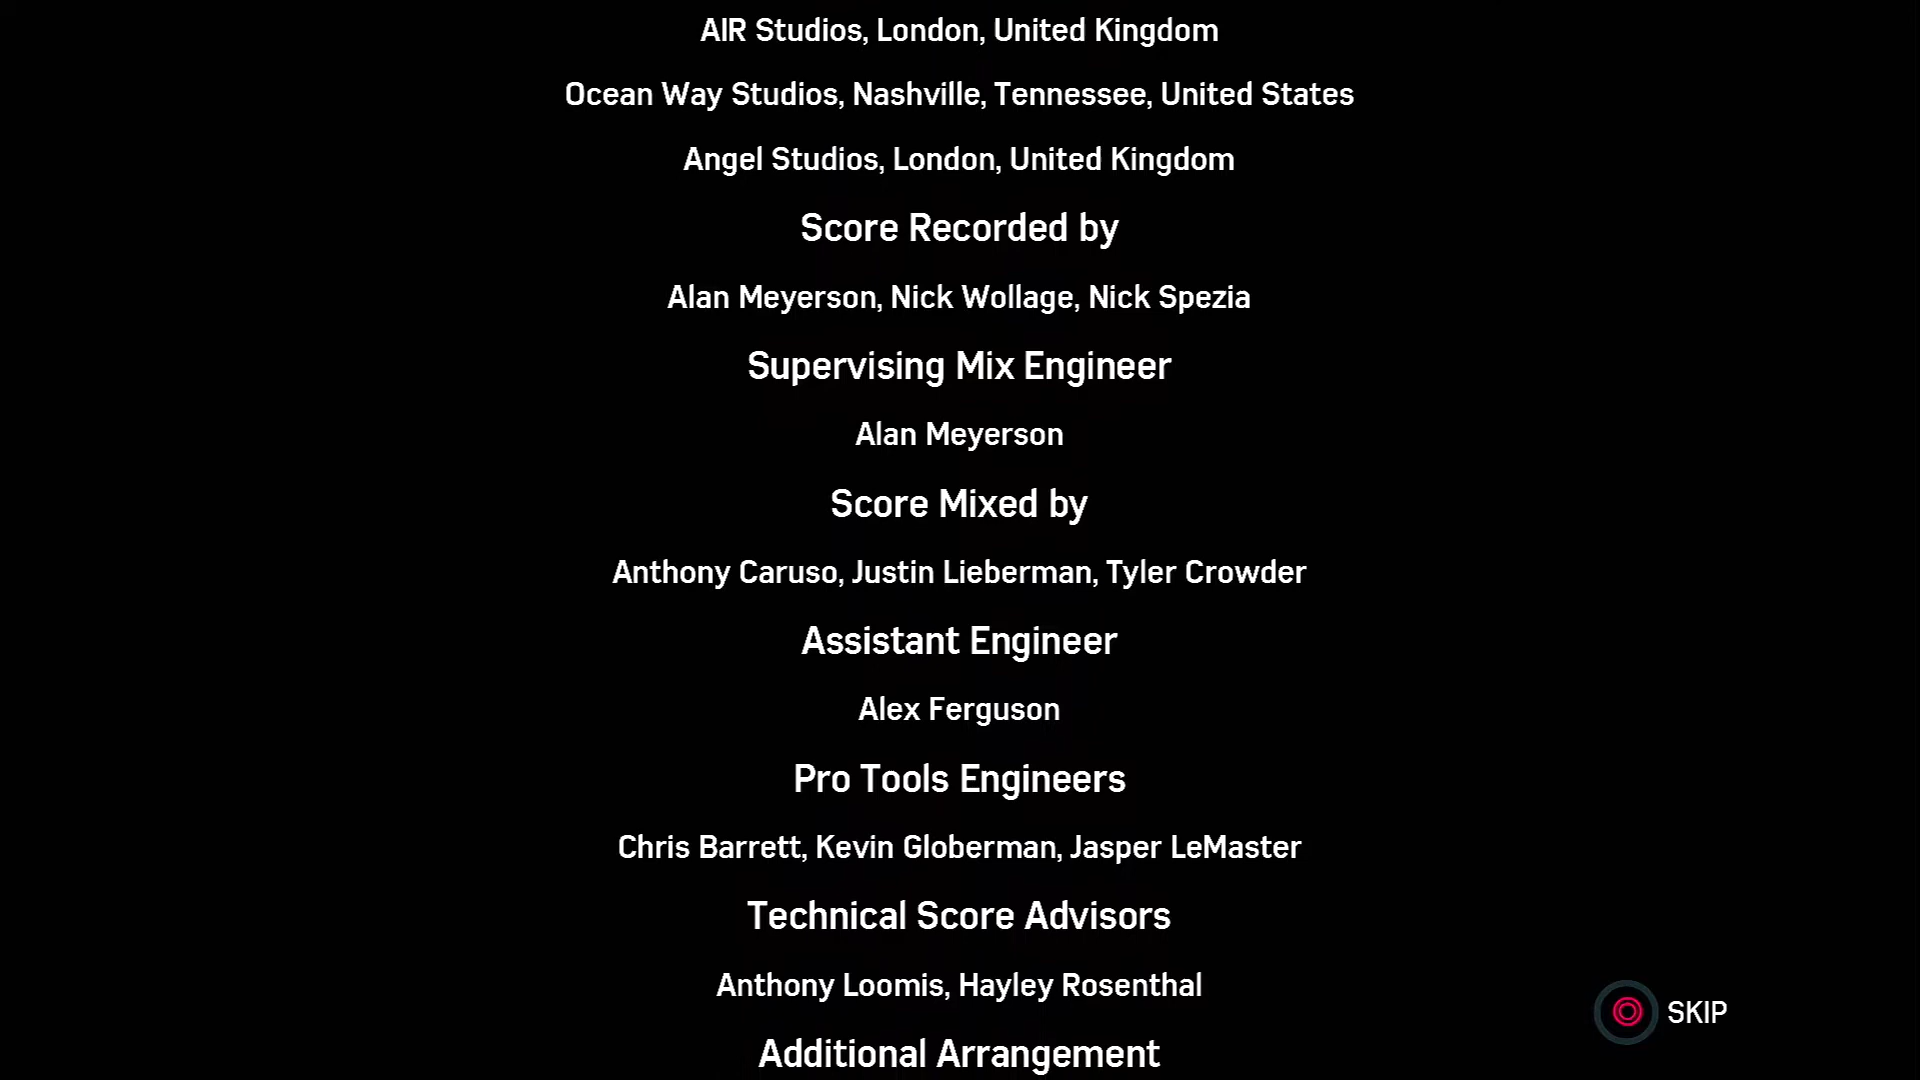 AIR Studios, London, United Kingdom
Ocean Way Studios, Nashville, Tennessee, United States
Angel Studios, London, United Kingdom
Score Recorded by
Alan Meyerson, Nick Wollage, Nick Spezia
Supervising Mix Engineer
Alan Meyerson
Score Mixed by
Anthony Caruso, Justin Lieberman, Tyler Crowder
Assistant Engineer
Alex Ferguson
Pro Tools Engineers
Chris Barrett, Kevin Globerman, Jasper LeMaster
Technical Score Advisors
Anthony Loomis, Hayley Rosenthal
SKIP
Additional Arrangement